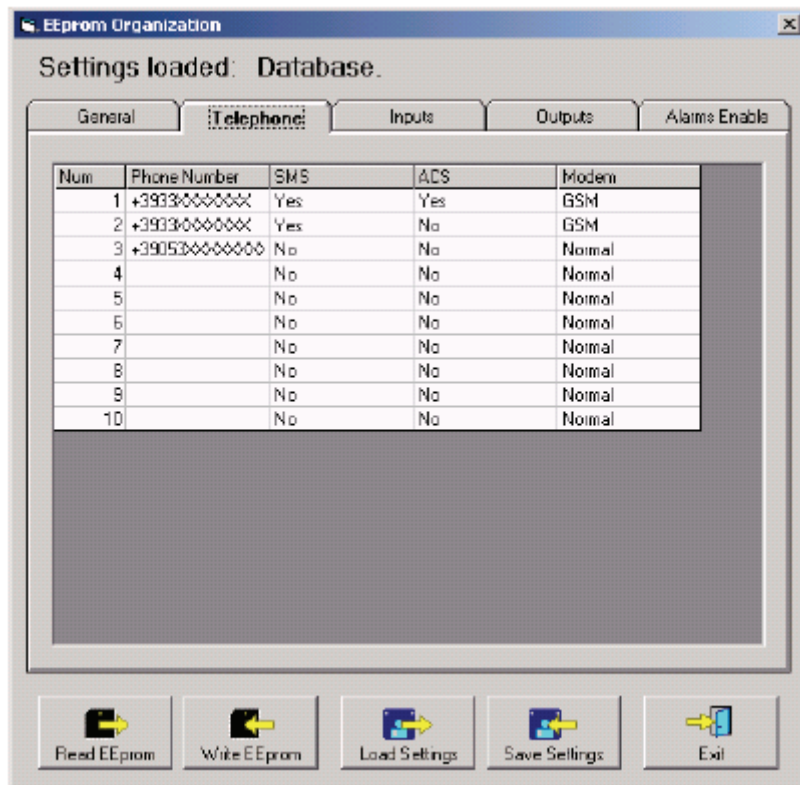 EEprom Organization
Settings loaded: Database.
General Telephone Inputs Outputs Alarms Enable
Num Phone Number SMS ACS Modem
1 +3933XXXXXXX Yes Yes GSM
2 +3933XXXXXXX Yes No GSM
3 +39053XXXXXXXX No No Normal
4 No No Normal
5 No No Normal
6 No No Normal
7 No No Normal
8 No No Normal
9 No No Normal
10 No No Normal
Read EEprom Write EEprom Load Settings Save Settings Exit